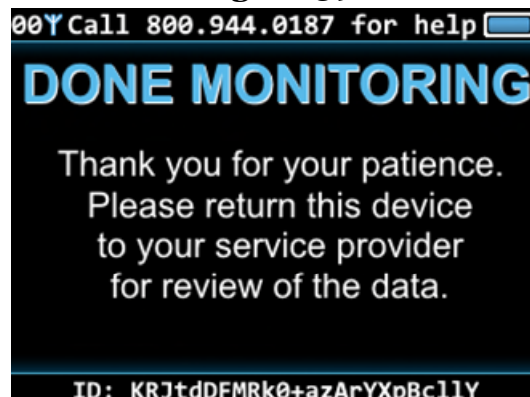 00 Call 800.944.0187 for help
DONE MONITORING
Thank you for your patience.
Please return this device
to your service provider
for review of the data.
ID: KRJtdDFMRk0+azArYXpBcllY